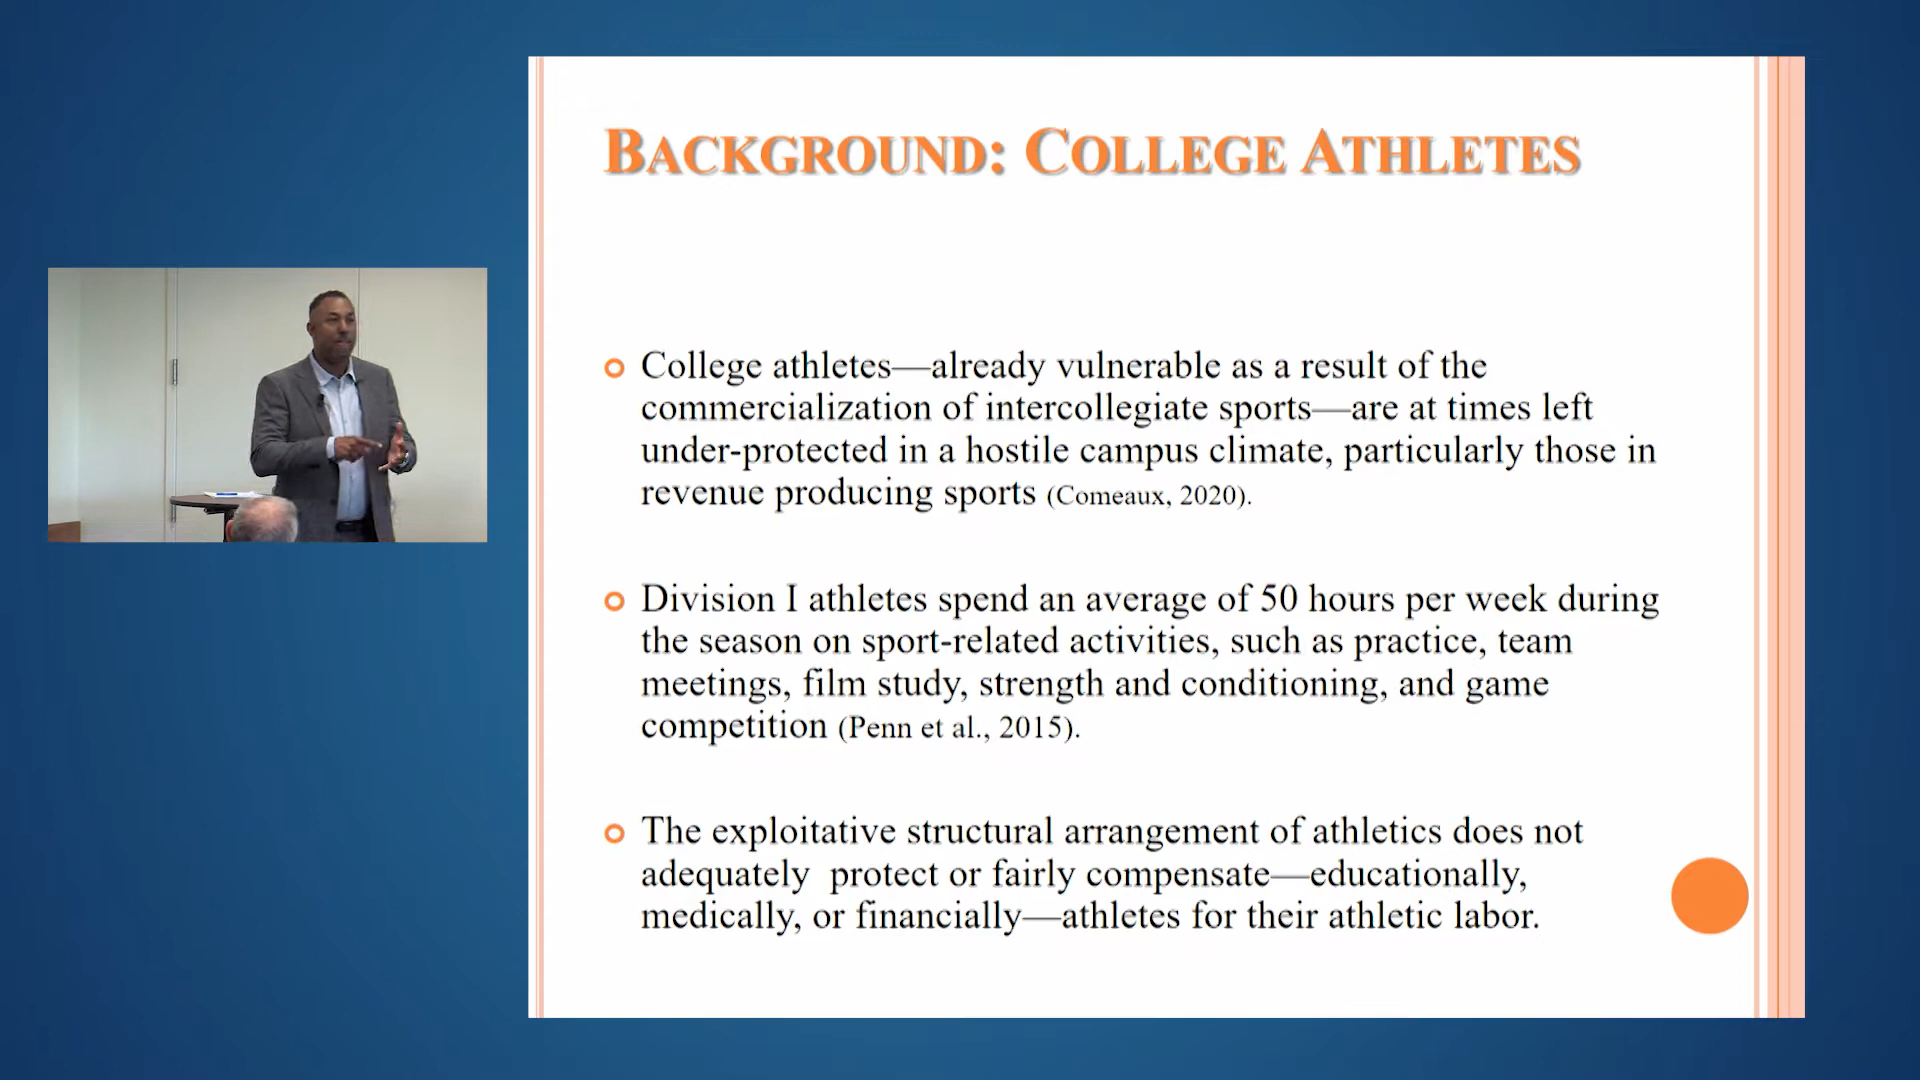 BACKGROUND: COLLEGE ATHLETES
College athletes—already vulnerable as a result of the
commercialization of intercollegiate sports—are at times left
under-protected in a hostile campus climate, particularly those in
revenue producing sports (Comeaux, 2020).
Division I athletes spend an average of 50 hours per week during
the season on sport-related activities, such as practice, team
meetings, film study, strength and conditioning, and game
competition (Penn et al., 2015).
The exploitative structural arrangement of athletics does not
adequately  protect or fairly compensate—educationally,
medically, or financially—athletes for their athletic labor.